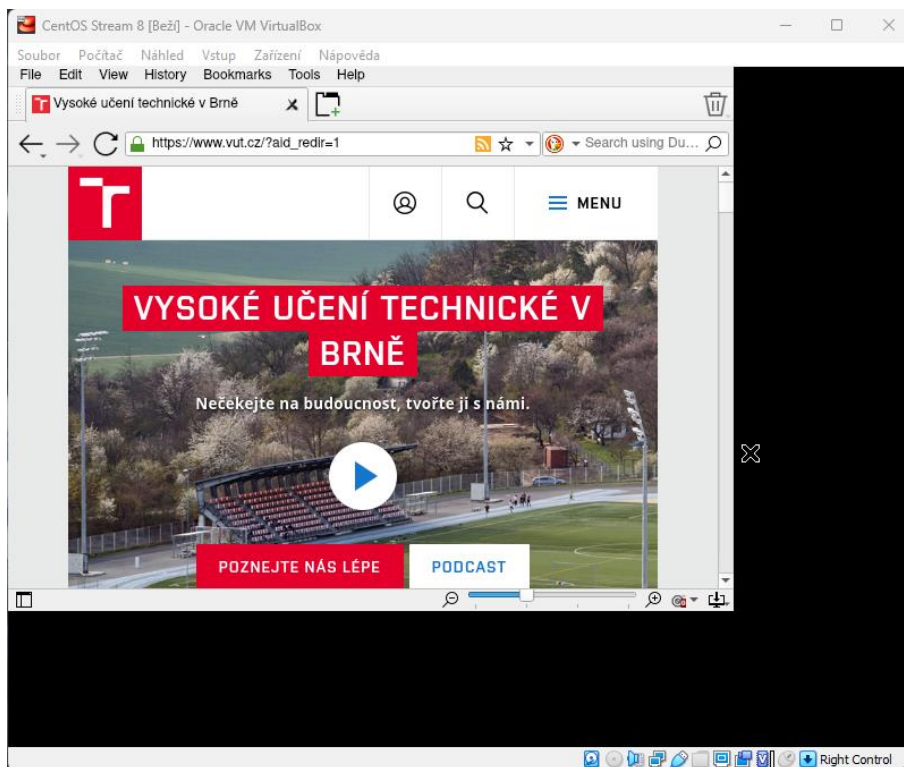 CentOS Stream 8 [Beží] - Oracle VM VirtualBox
Soubor Počítač Náhled Vstup Zařízení Nápověda
File Edit View History Bookmarks Tools Help
Vysoké učení technické v Brně
https://www.vut.cz/?aid_redir=1 Search using Du...
MENU
VYSOKÉ UČENÍ TECHNICKÉ V
BRNĚ
Nečekejte na budoucnost, tvořte ji s námi.
POZNEJTE NÁS LÉPE PODCAST
Right Control